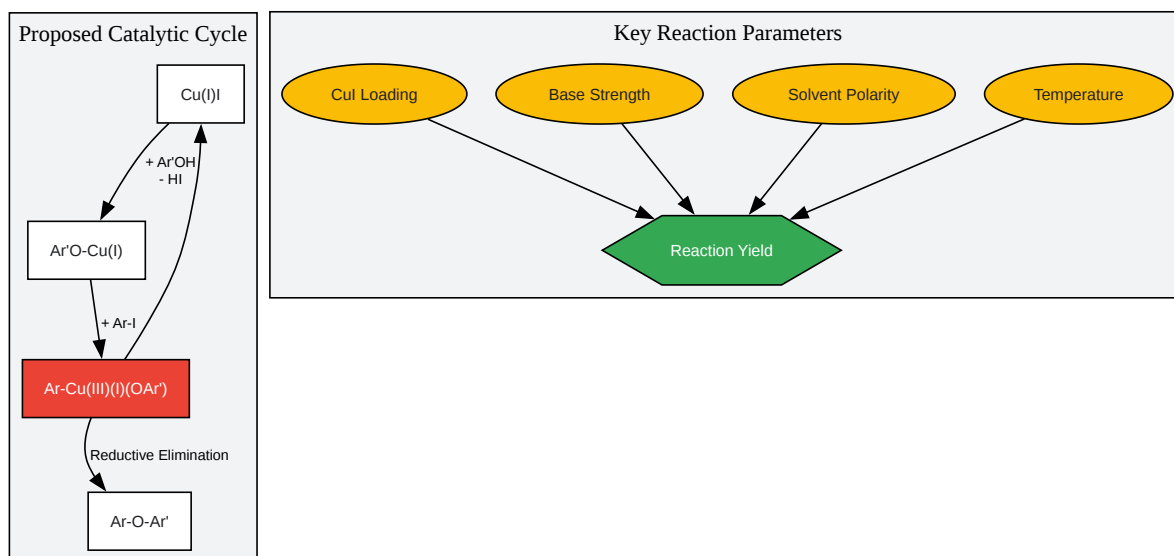 Proposed Catalytic Cycle
Cu(I)I
+ Ar'OH
- HI
Ar'O-Cu(I)
+ Ar-I
Ar-Cu(III)(I)(OAr')
Reductive Elimination
Ar-O-Ar'
Key Reaction Parameters
CuI Loading
Base Strength
Solvent Polarity
Temperature
Reaction Yield